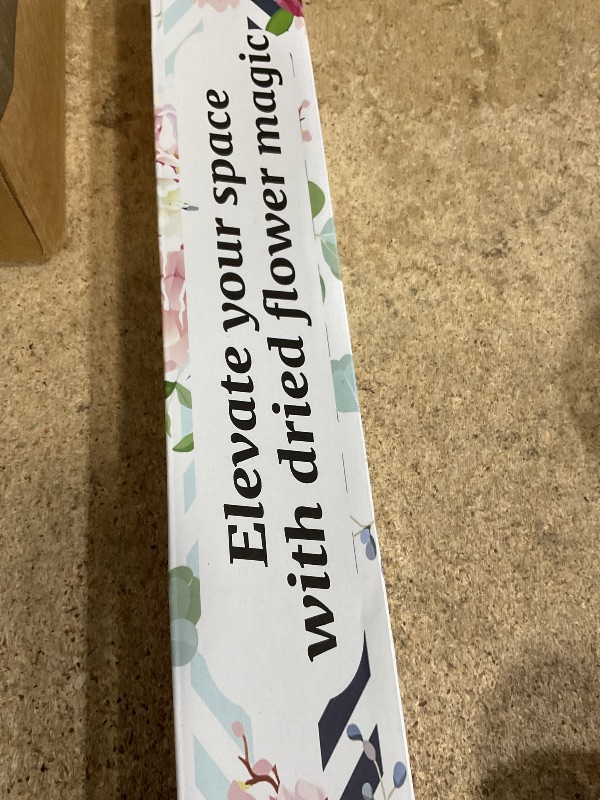 Elevate your space
with dried flower magic,